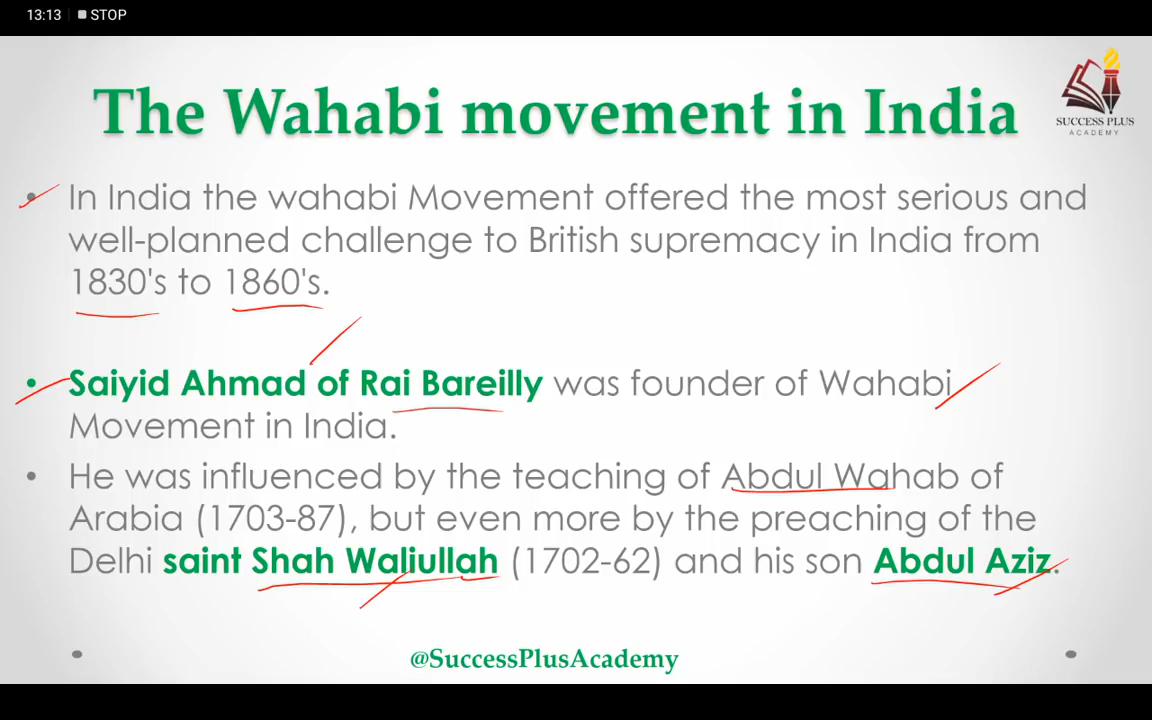 13:13 STOP
The Wahabi movement in India
SUCCESS PLUS
ACADEMY
• In India the wahabi Movement offered the most serious and
well-planned challenge to British supremacy in India from
1830's to 1860's.
• Saiyid Ahmad of Rai Bareilly was founder of Wahabi
Movement in India.
• He was influenced by the teaching of Abdul Wahab of
Arabia (1703-87), but even more by the preaching of the
Delhi saint Shah Waliullah (1702-62) and his son Abdul Aziz.
@SuccessPlusAcademy